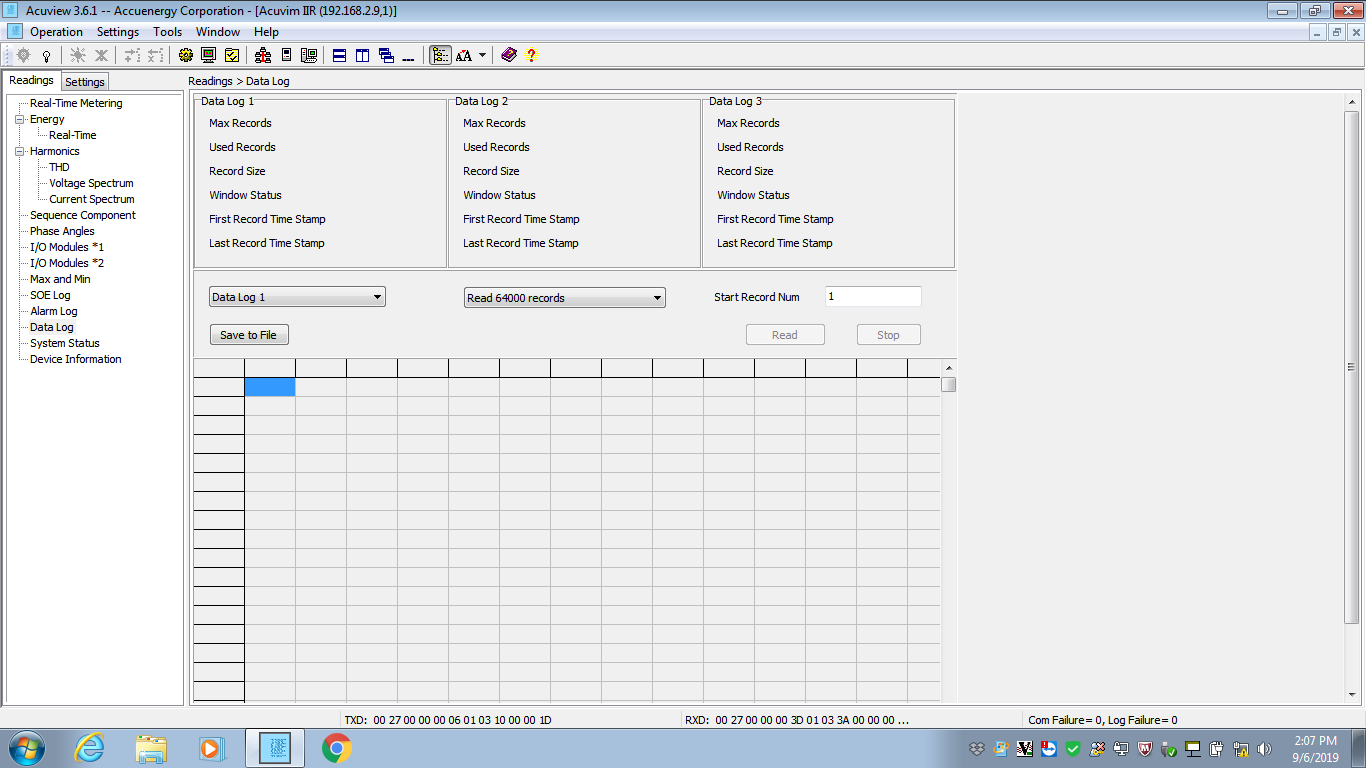 Acuview 3.6.1 -- Accuenergy Corporation - [Acuvim IIR (192.168.2.9,1)]
Operation Settings Tools Window Help
Readings Settings
Readings > Data Log
Real-Time Metering
Energy
Real-Time
Harmonics
THD
Voltage Spectrum
Current Spectrum
Sequence Component
Phase Angles
I/O Modules *1
I/O Modules *2
Max and Min
SOE Log
Alarm Log
Data Log
System Status
Device Information
Data Log 1
Max Records
Used Records
Record Size
Window Status
First Record Time Stamp
Last Record Time Stamp
Data Log 2
Max Records
Used Records
Record Size
Window Status
First Record Time Stamp
Last Record Time Stamp
Data Log 3
Max Records
Used Records
Record Size
Window Status
First Record Time Stamp
Last Record Time Stamp
Data Log 1 Read 64000 records Start Record Num 1
Save to File Read Stop
TXD: 00 27 00 00 00 06 01 03 10 00 00 1D RXD: 00 27 00 00 00 3D 01 03 3A 00 00 00 ... Com Failure= 0, Log Failure= 0
2:07 PM
9/6/2019